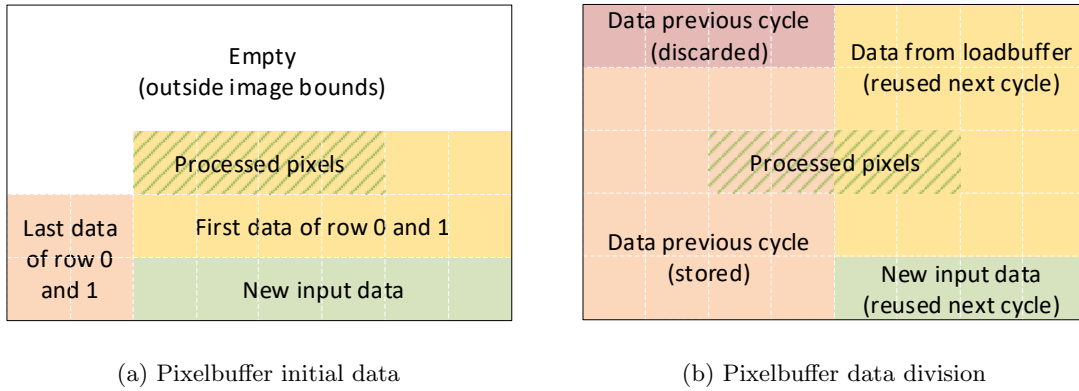 Empty
(outside image bounds)
Processed pixels
Last data
of row 0
and 1
First data of row 0 and 1
New input data
(a) Pixelbuffer initial data
Data previous cycle
(discarded)
Data from loadbuffer
(reused next cycle)
Processed pixels
Data previous cycle
(stored)
New input data
(reused next cycle)
(b) Pixelbuffer data division